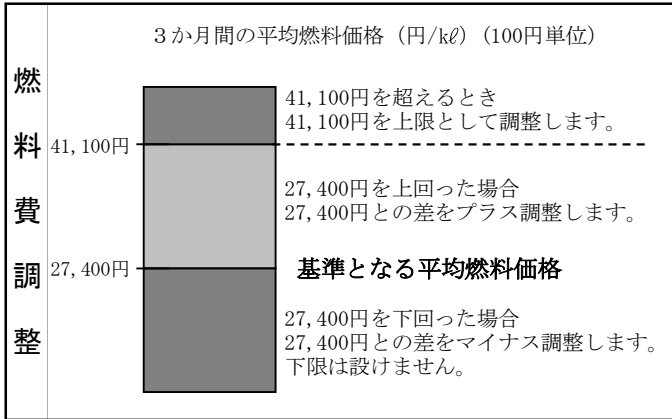 燃料費調整
3か月間の平均燃料価格（円/kℓ）(100円単位)
41,100円を超えるとき
41,100円を上限として調整します。
41,100円
27,400円を上回った場合
27,400円との差をプラス調整します。
27,400円
基準となる平均燃料価格
27,400円を下回った場合
27,400円との差をマイナス調整します。
下限は設けません。